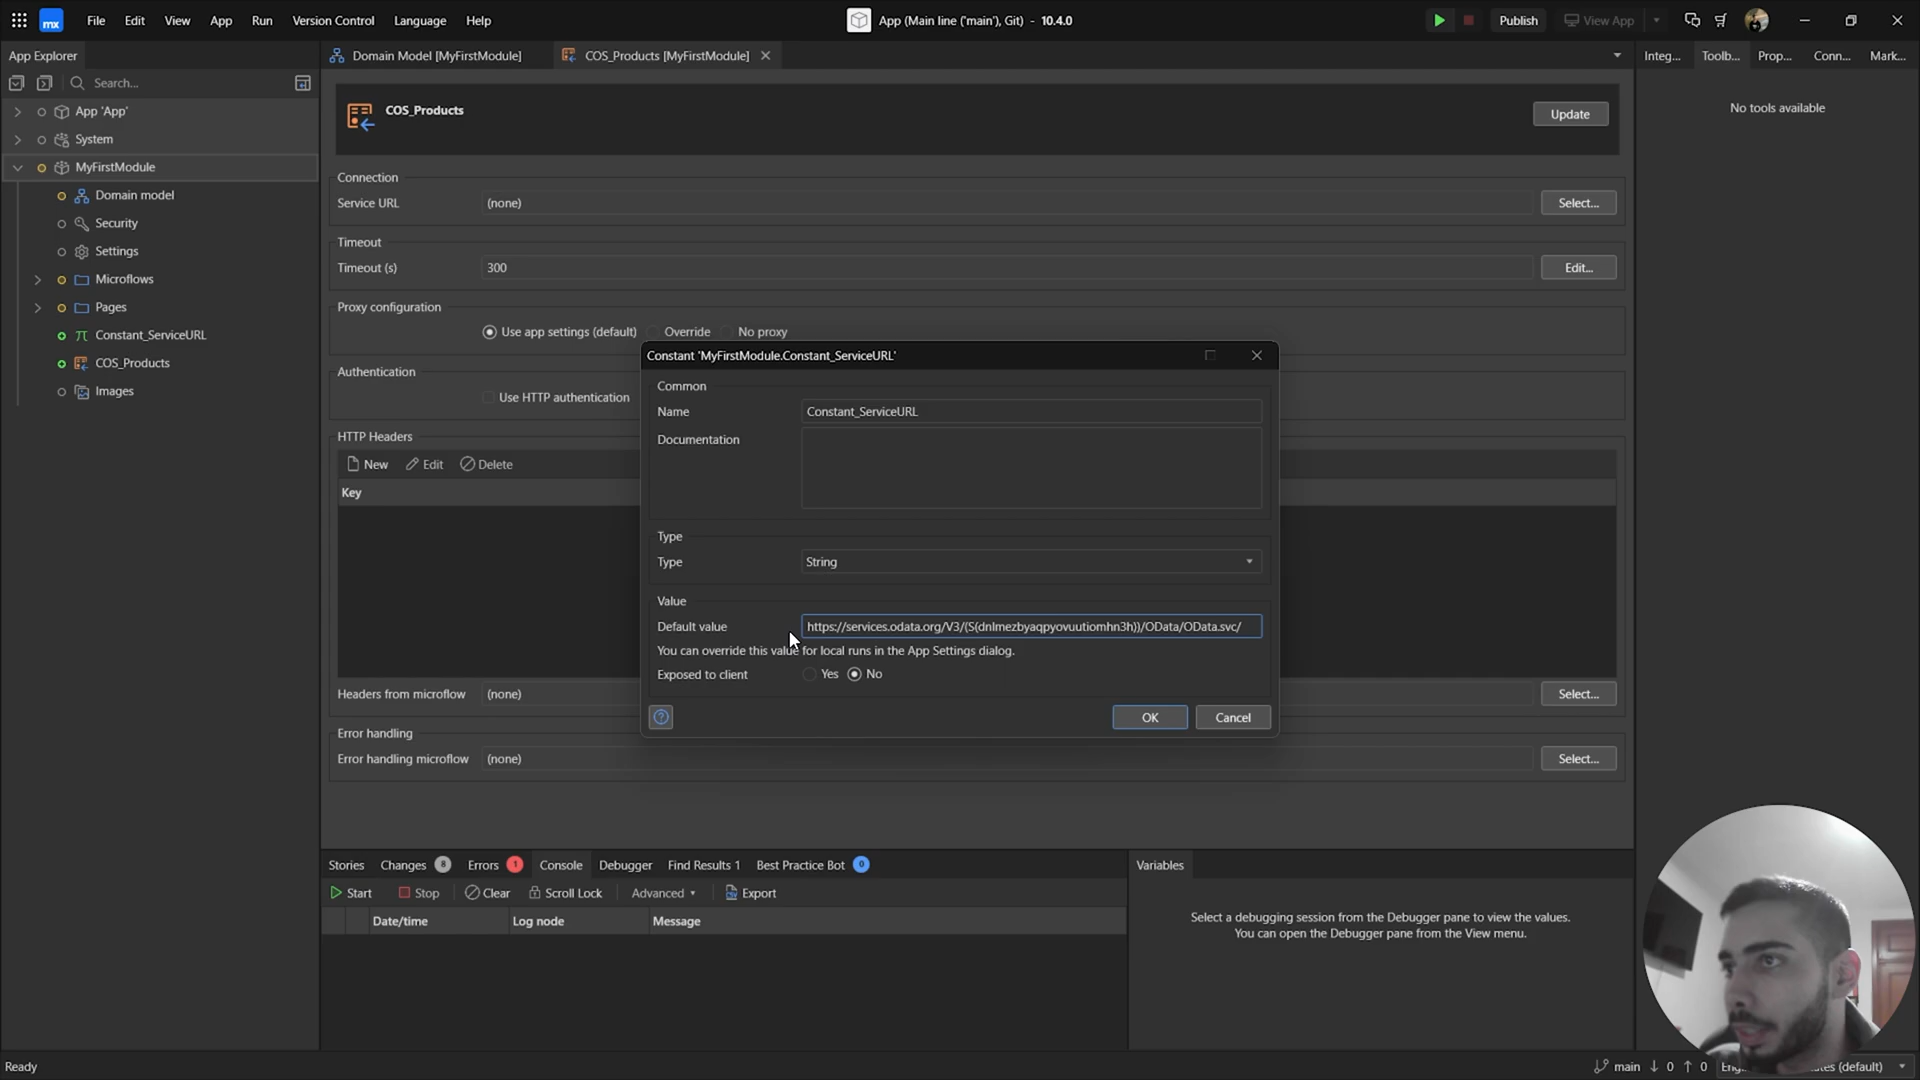 mx File Edit View App Run Version Control Language Help
App (Main line ('main'), Git) - 10.4.0
Publish View App
App Explorer
Search...
App 'App'
System
MyFirstModule
Domain model
Security
Settings
Microflows
Pages
Constant_ServiceURL
COS_Products
Images
Domain Model [MyFirstModule] COS_Products [MyFirstModule]
COS_Products
Update
Connection
Service URL (none) Select...
Timeout
Timeout (s) 300 Edit...
Proxy configuration
Use app settings (default) Override No proxy
Authentication
Use HTTP authentication
HTTP Headers
New Edit Delete
Key
Headers from microflow (none) Select...
Error handling
Error handling microflow (none) Select...
Constant 'MyFirstModule.Constant_ServiceURL'
Common
Name Constant_ServiceURL
Documentation
Type
Type String
Value
Default value https://services.odata.org/V3/(S(dnlmezbyaqpyovuutiomhn3h))/OData/OData.svc/
You can override this value for local runs in the App Settings dialog.
Exposed to client Yes No
OK Cancel
Integ... Toolb... Prop... Conn... Mark...
No tools available
Stories Changes 8 Errors 1 Console Debugger Find Results 1 Best Practice Bot 0
Start Stop Clear Scroll Lock Advanced Export
Date/time Log node Message
Variables
Select a debugging session from the Debugger pane to view the values.
You can open the Debugger pane from the View menu.
Ready
main 0 0 (default)